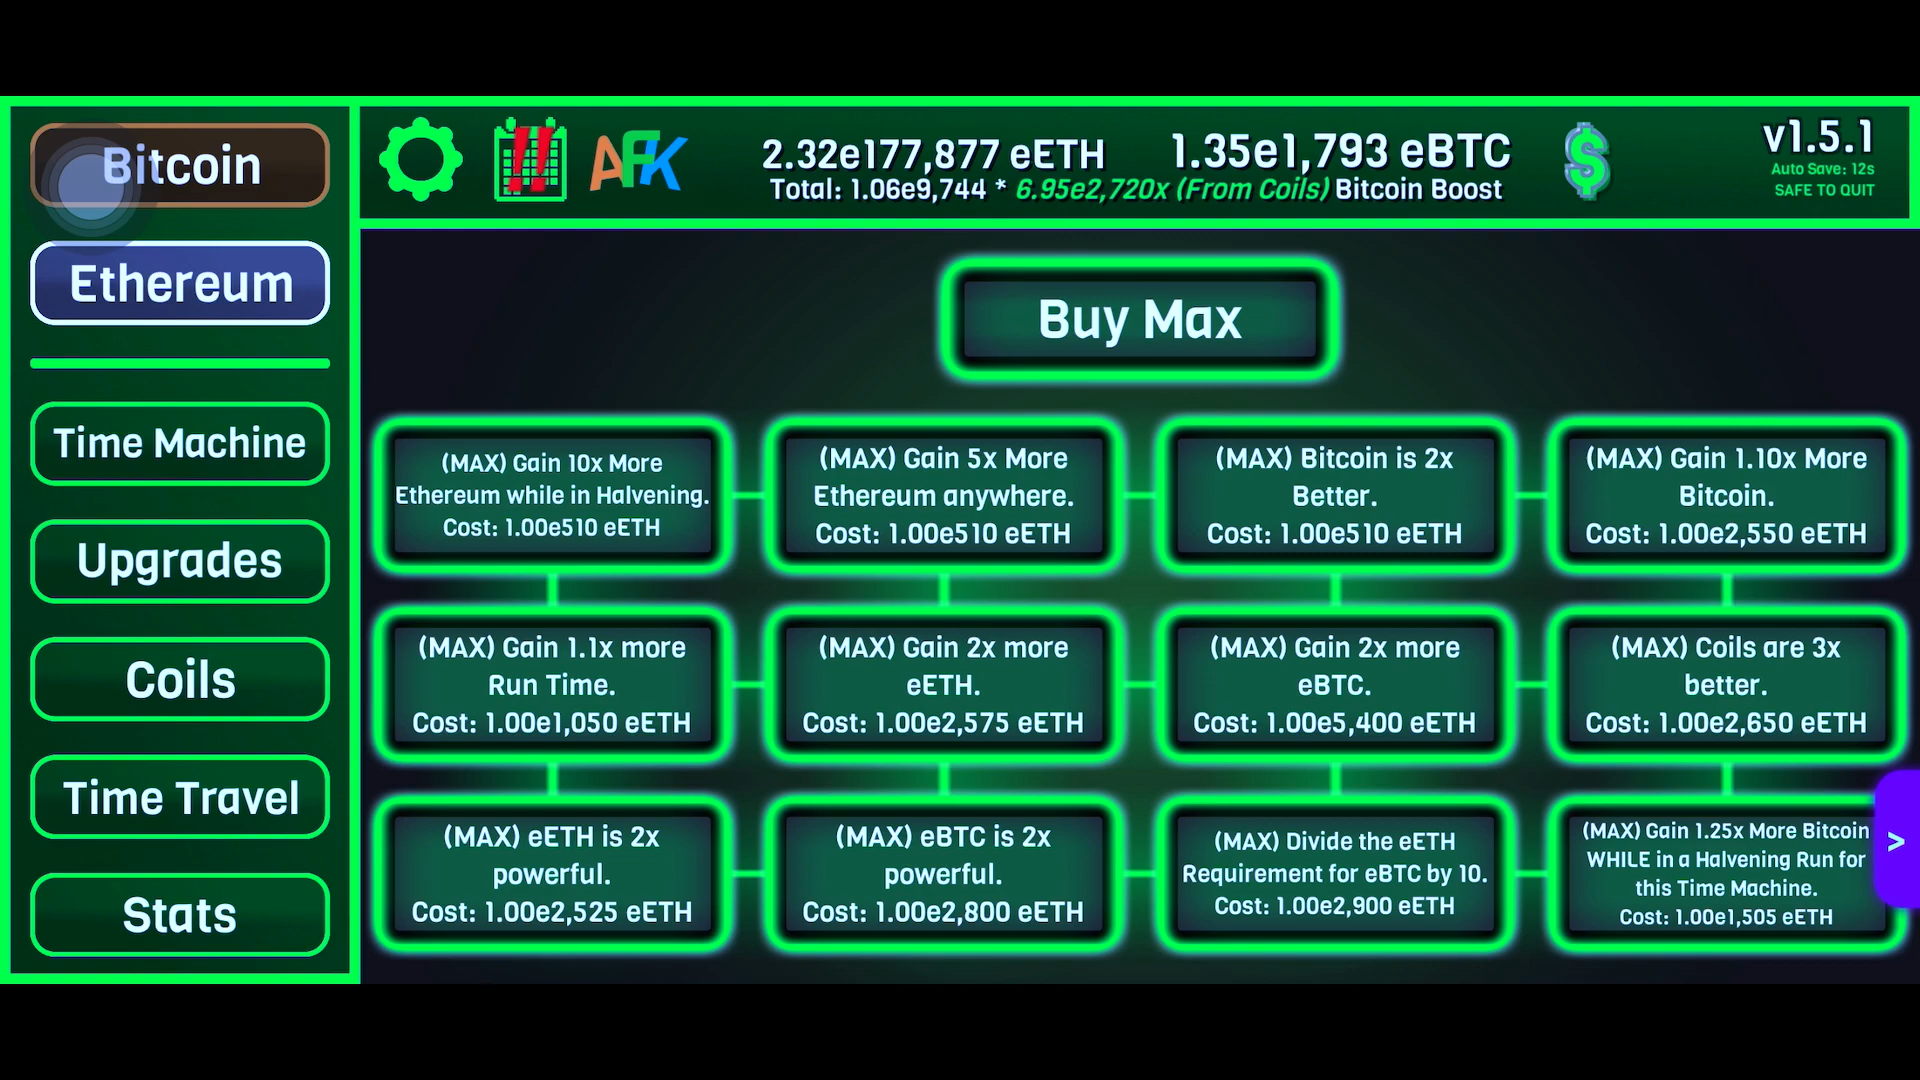 Bitcoin
Ethereum
Time Machine
Upgrades
Coils
Time Travel
Stats
!!
AFK
2.32e177,877 eETH
1.35e1,793 eBTC
Total: 1.06e9,744 * 6.95e2,720x (From Coils) Bitcoin Boost
$
v1.5.1
Auto Save: 12s
SAFE TO QUIT
Buy Max
(MAX) Gain 10x More
Ethereum while in Halvening.
Cost: 1.00e510 eETH
(MAX) Gain 5x More
Ethereum anywhere.
Cost: 1.00e510 eETH
(MAX) Bitcoin is 2x
Better.
Cost: 1.00e510 eETH
(MAX) Gain 1.10x More
Bitcoin.
Cost: 1.00e2,550 eETH
(MAX) Gain 1.1x more
Run Time.
Cost: 1.00e1,050 eETH
(MAX) Gain 2x more
eETH.
Cost: 1.00e2,575 eETH
(MAX) Gain 2x more
eBTC.
Cost: 1.00e5,400 eETH
(MAX) Coils are 3x
better.
Cost: 1.00e2,650 eETH
(MAX) eETH is 2x
powerful.
Cost: 1.00e2,525 eETH
(MAX) eBTC is 2x
powerful.
Cost: 1.00e2,800 eETH
(MAX) Divide the eETH
Requirement for eBTC by 10.
Cost: 1.00e2,900 eETH
(MAX) Gain 1.25x More Bitcoin
WHILE in a Halvening Run for
this Time Machine.
Cost: 1.00e1,505 eETH
>